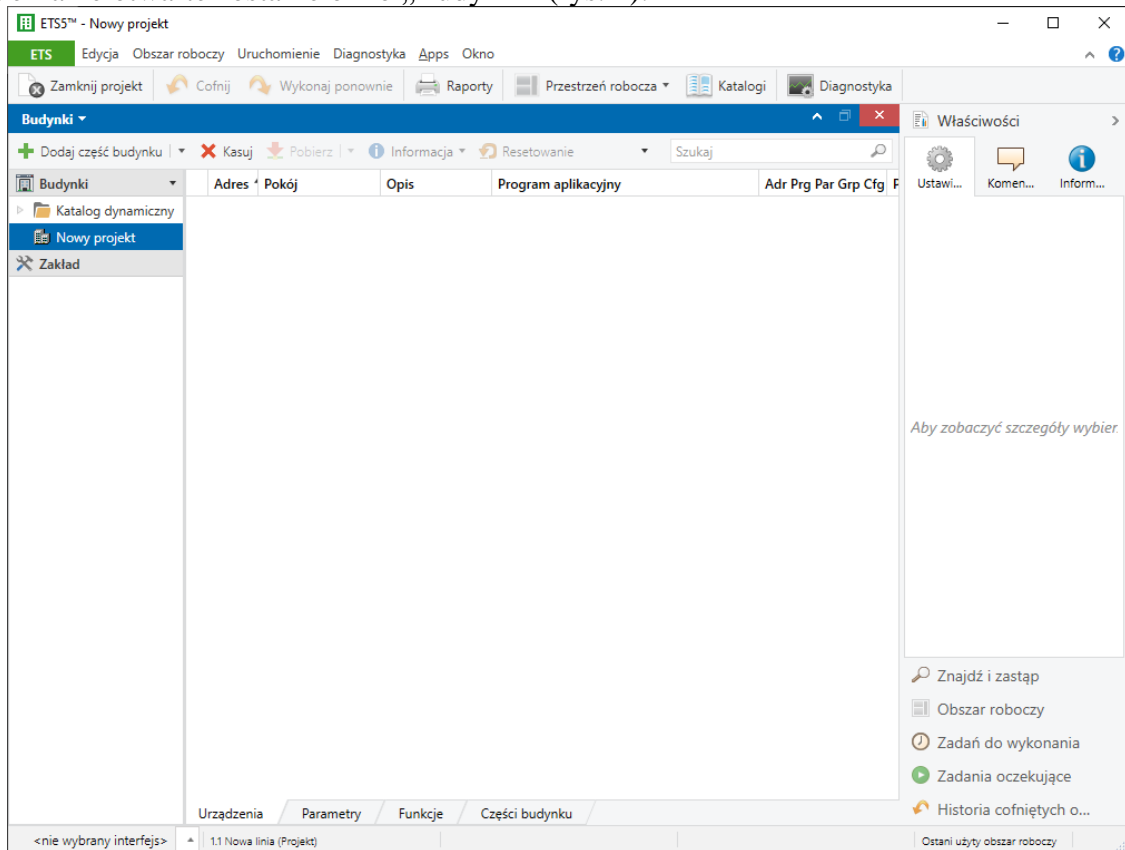 ETS5™ - Nowy projekt
ETS Edycja Obszar roboczy Uruchomienie Diagnostyka Apps Okno
Zamknij projekt Cofnij Wykonaj ponownie Raporty Przestrzeń robocza Katalogi Diagnostyka
Budynki
Dodaj część budynku Kasuj Pobierz Informacja Resetowanie Szukaj
Budynki Adres Pokój Opis Program aplikacyjny Adr Prg Par Grp Cfg
Katalog dynamiczny
Nowy projekt
Zakład
Właściwości
Ustawi... Komen... Inform...
Aby zobaczyć szczegóły wybier
Znajdź i zastąp
Obszar roboczy
Zadań do wykonania
Zadania oczekujące
Historia cofniętych o...
Urządzenia Parametry Funkcje Części budynku
<nie wybrany interfejs> 1.1 Nowa linia (Projekt) Ostani użyty obszar roboczy